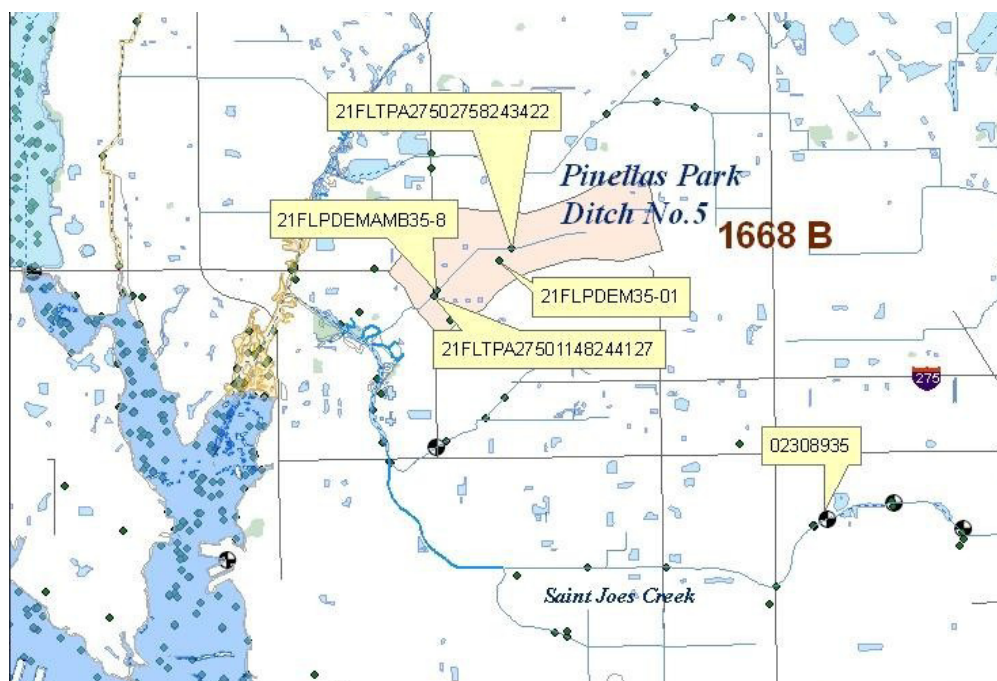 21FLTPA27502758243422
Pinellas Park
Ditch No.5
1668 B
21FLPDEMAMB35-8
21FLPDEM35-01
21FLTPA27501148244127
275
02308935
Saint Joes Creek